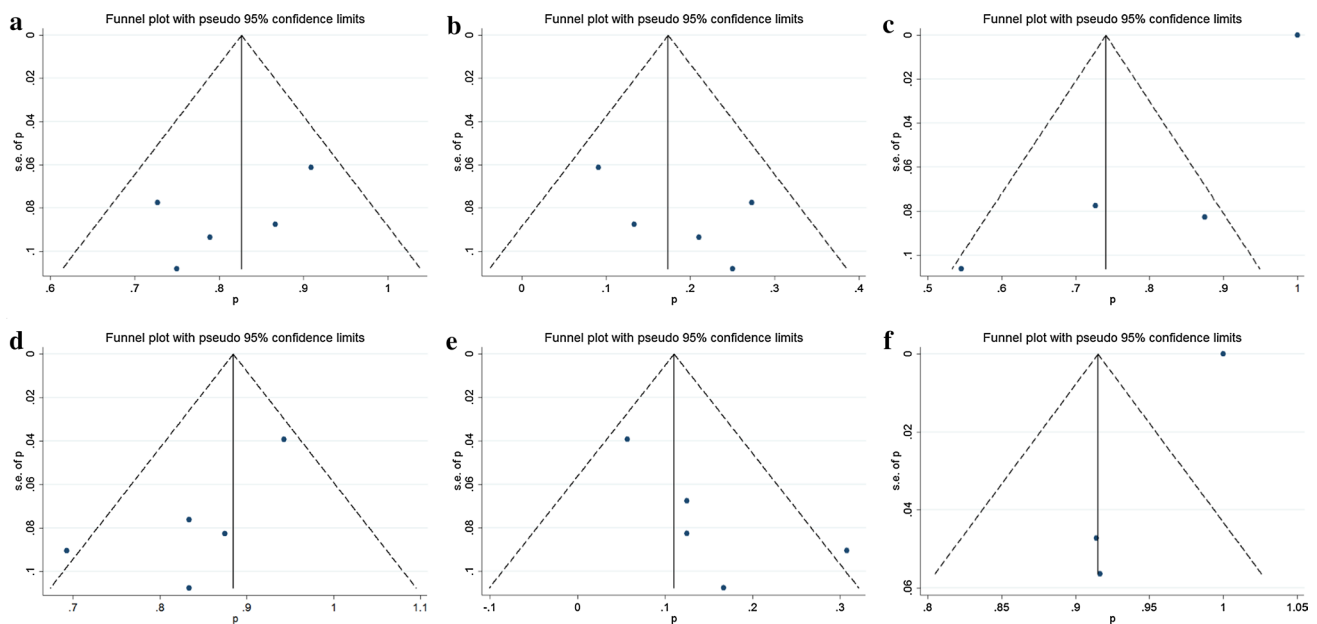 a
Funnel plot with pseudo 95% confidence limits
s.e. of p
0
.02
.04
.06
.08
.1
.6
.7
.8
.9
1
p
b
Funnel plot with pseudo 95% confidence limits
s.e. of p
0
.02
.04
.06
.08
.1
0
.1
.2
.3
.4
p
c
Funnel plot with pseudo 95% confidence limits
s.e. of p
0
.02
.04
.06
.08
.1
.5
.6
.7
.8
.9
1
p
d
Funnel plot with pseudo 95% confidence limits
s.e. of p
0
.02
.04
.06
.08
.1
.7
.8
.9
1
1.1
p
e
Funnel plot with pseudo 95% confidence limits
s.e. of p
0
.02
.04
.06
.08
.1
-.1
0
.1
.2
.3
p
f
Funnel plot with pseudo 95% confidence limits
s.e. of p
0
.02
.04
.06
.8
.85
.9
.95
1
1.05
p